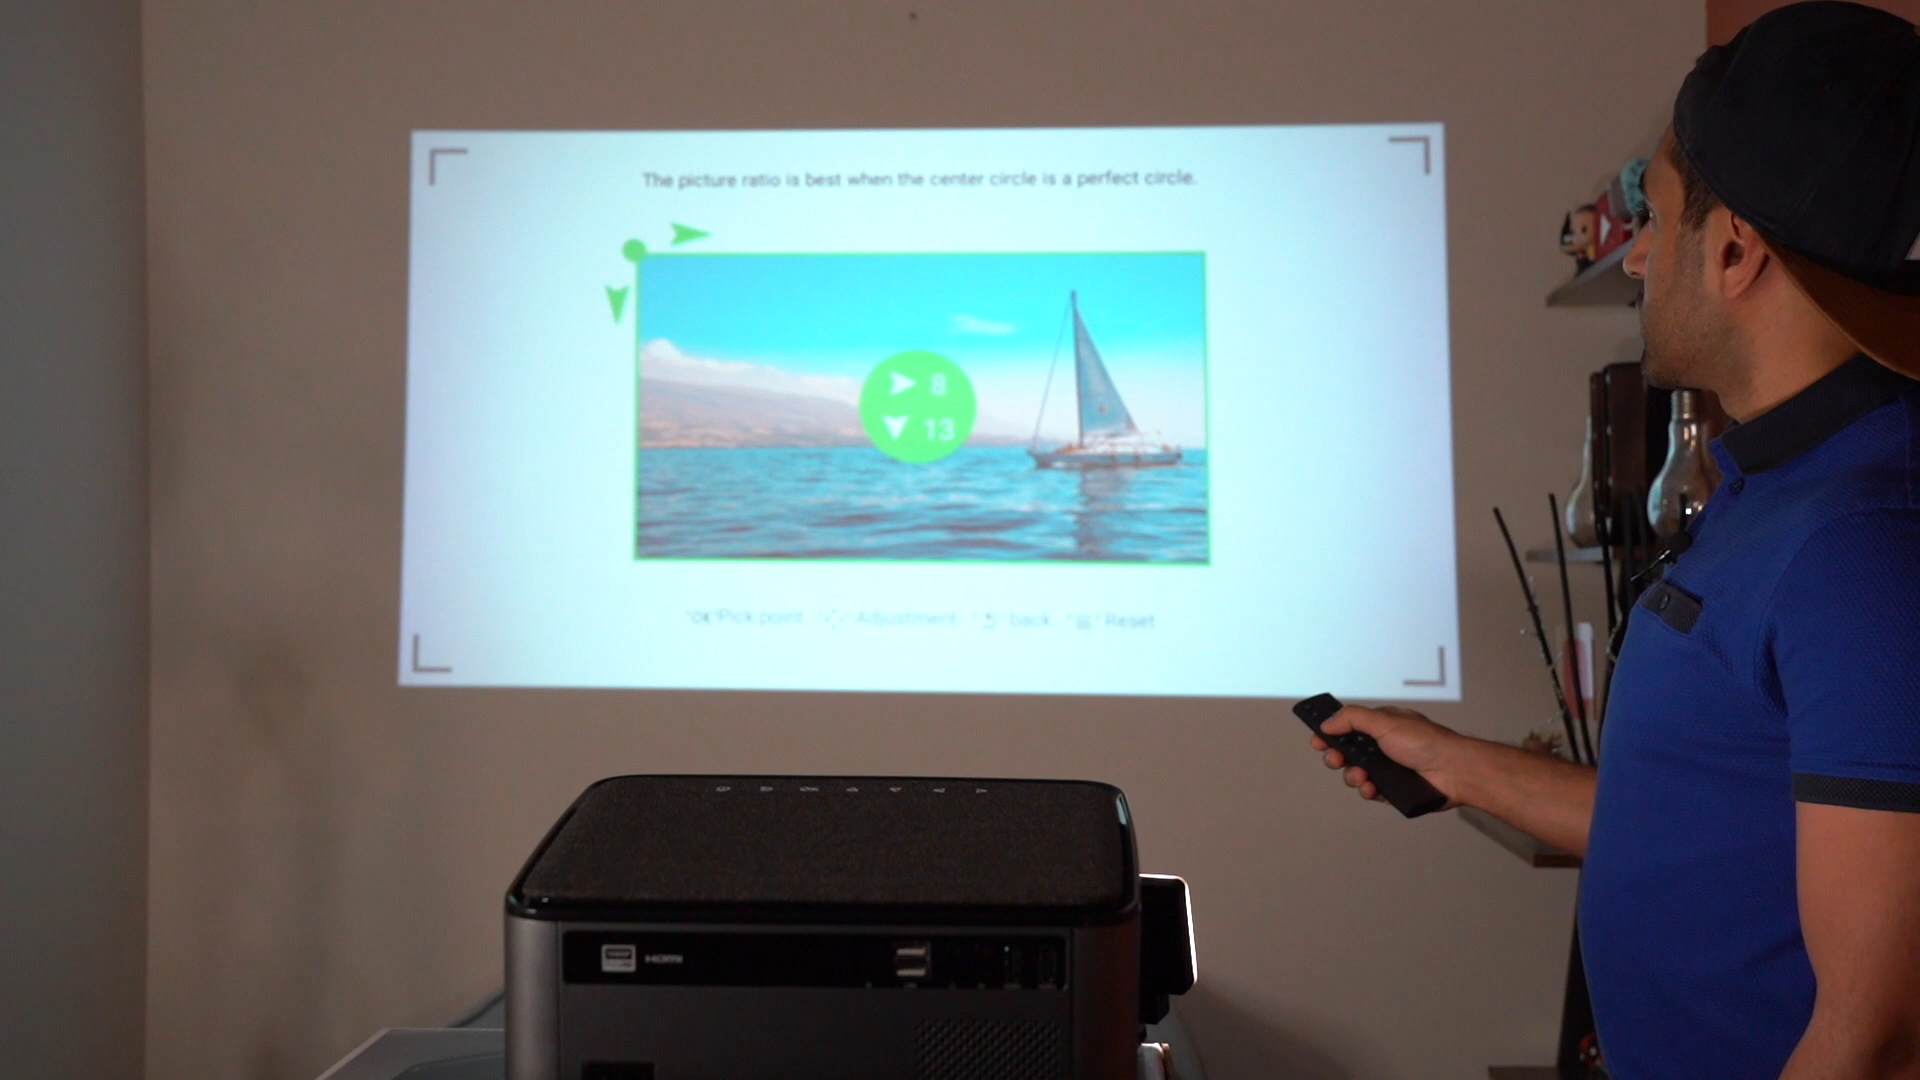 The picture ratio is best when the center circle is a perfect circle.
8
13
"OK"Pick point " " Adjustment " " back " " Reset
HDMI